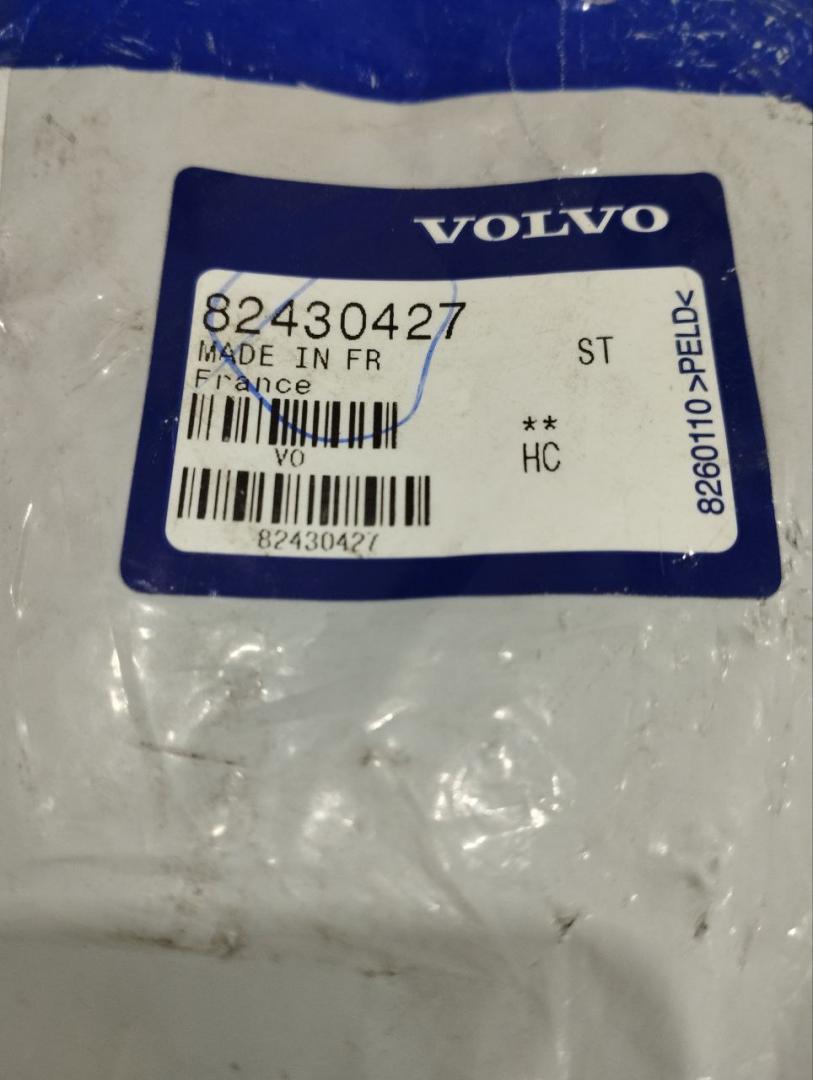 VOLVO
82430427
MADE IN FR
ST
France
**
VO
HC
82430427
8260110 >PELD<